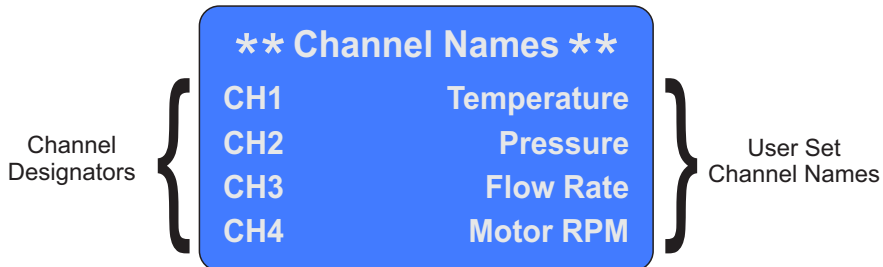 ** Channel Names **
CH1 Temperature
CH2 Pressure
CH3 Flow Rate
CH4 Motor RPM
Channel
Designators
User Set
Channel Names